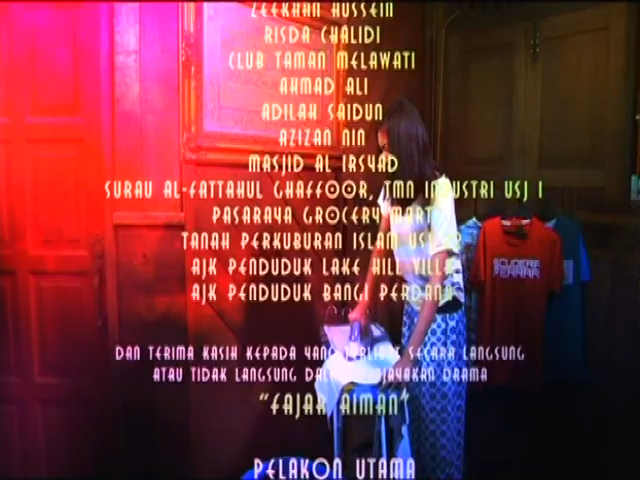 ZEEKHAN HUSSEIN
RISDA CHALIDI
CLUB TAMAN MELAWATI
AHMAD ALI
ADILAH SAIDUN
AZIZAN NIN
MASJID AL IRSYAD
SURAU AL-FATTAHUL GHAFFOOR, TMN INDUSTRI USJ 1
PASARAYA GROCERY MART
TANAH PERKUBURAN ISLAM
AJK PENDUDUK LAKE HILL VILLA
AJK PENDUDUK BANGI PERDANA
DAN TERIMA KASIH KEPADA YANG TERLIBAT SECARA LANGSUNG
ATAU TIDAK LANGSUNG DALAM DRAMA
"FAJAR AIMAN"
PELAKON UTAMA